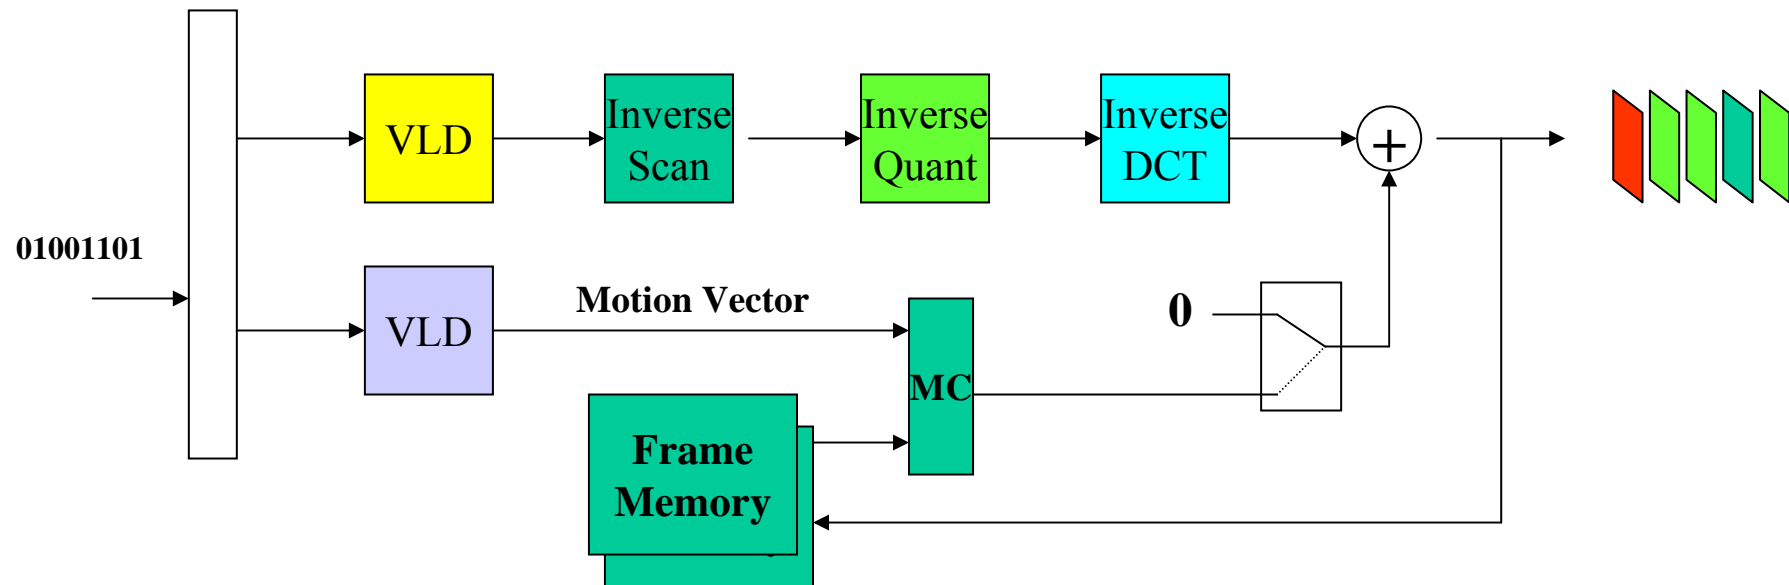 VLD
Inverse
Scan
Inverse
Quant
Inverse
DCT
+
01001101
VLD
Motion Vector
0
MC
Frame
Memory